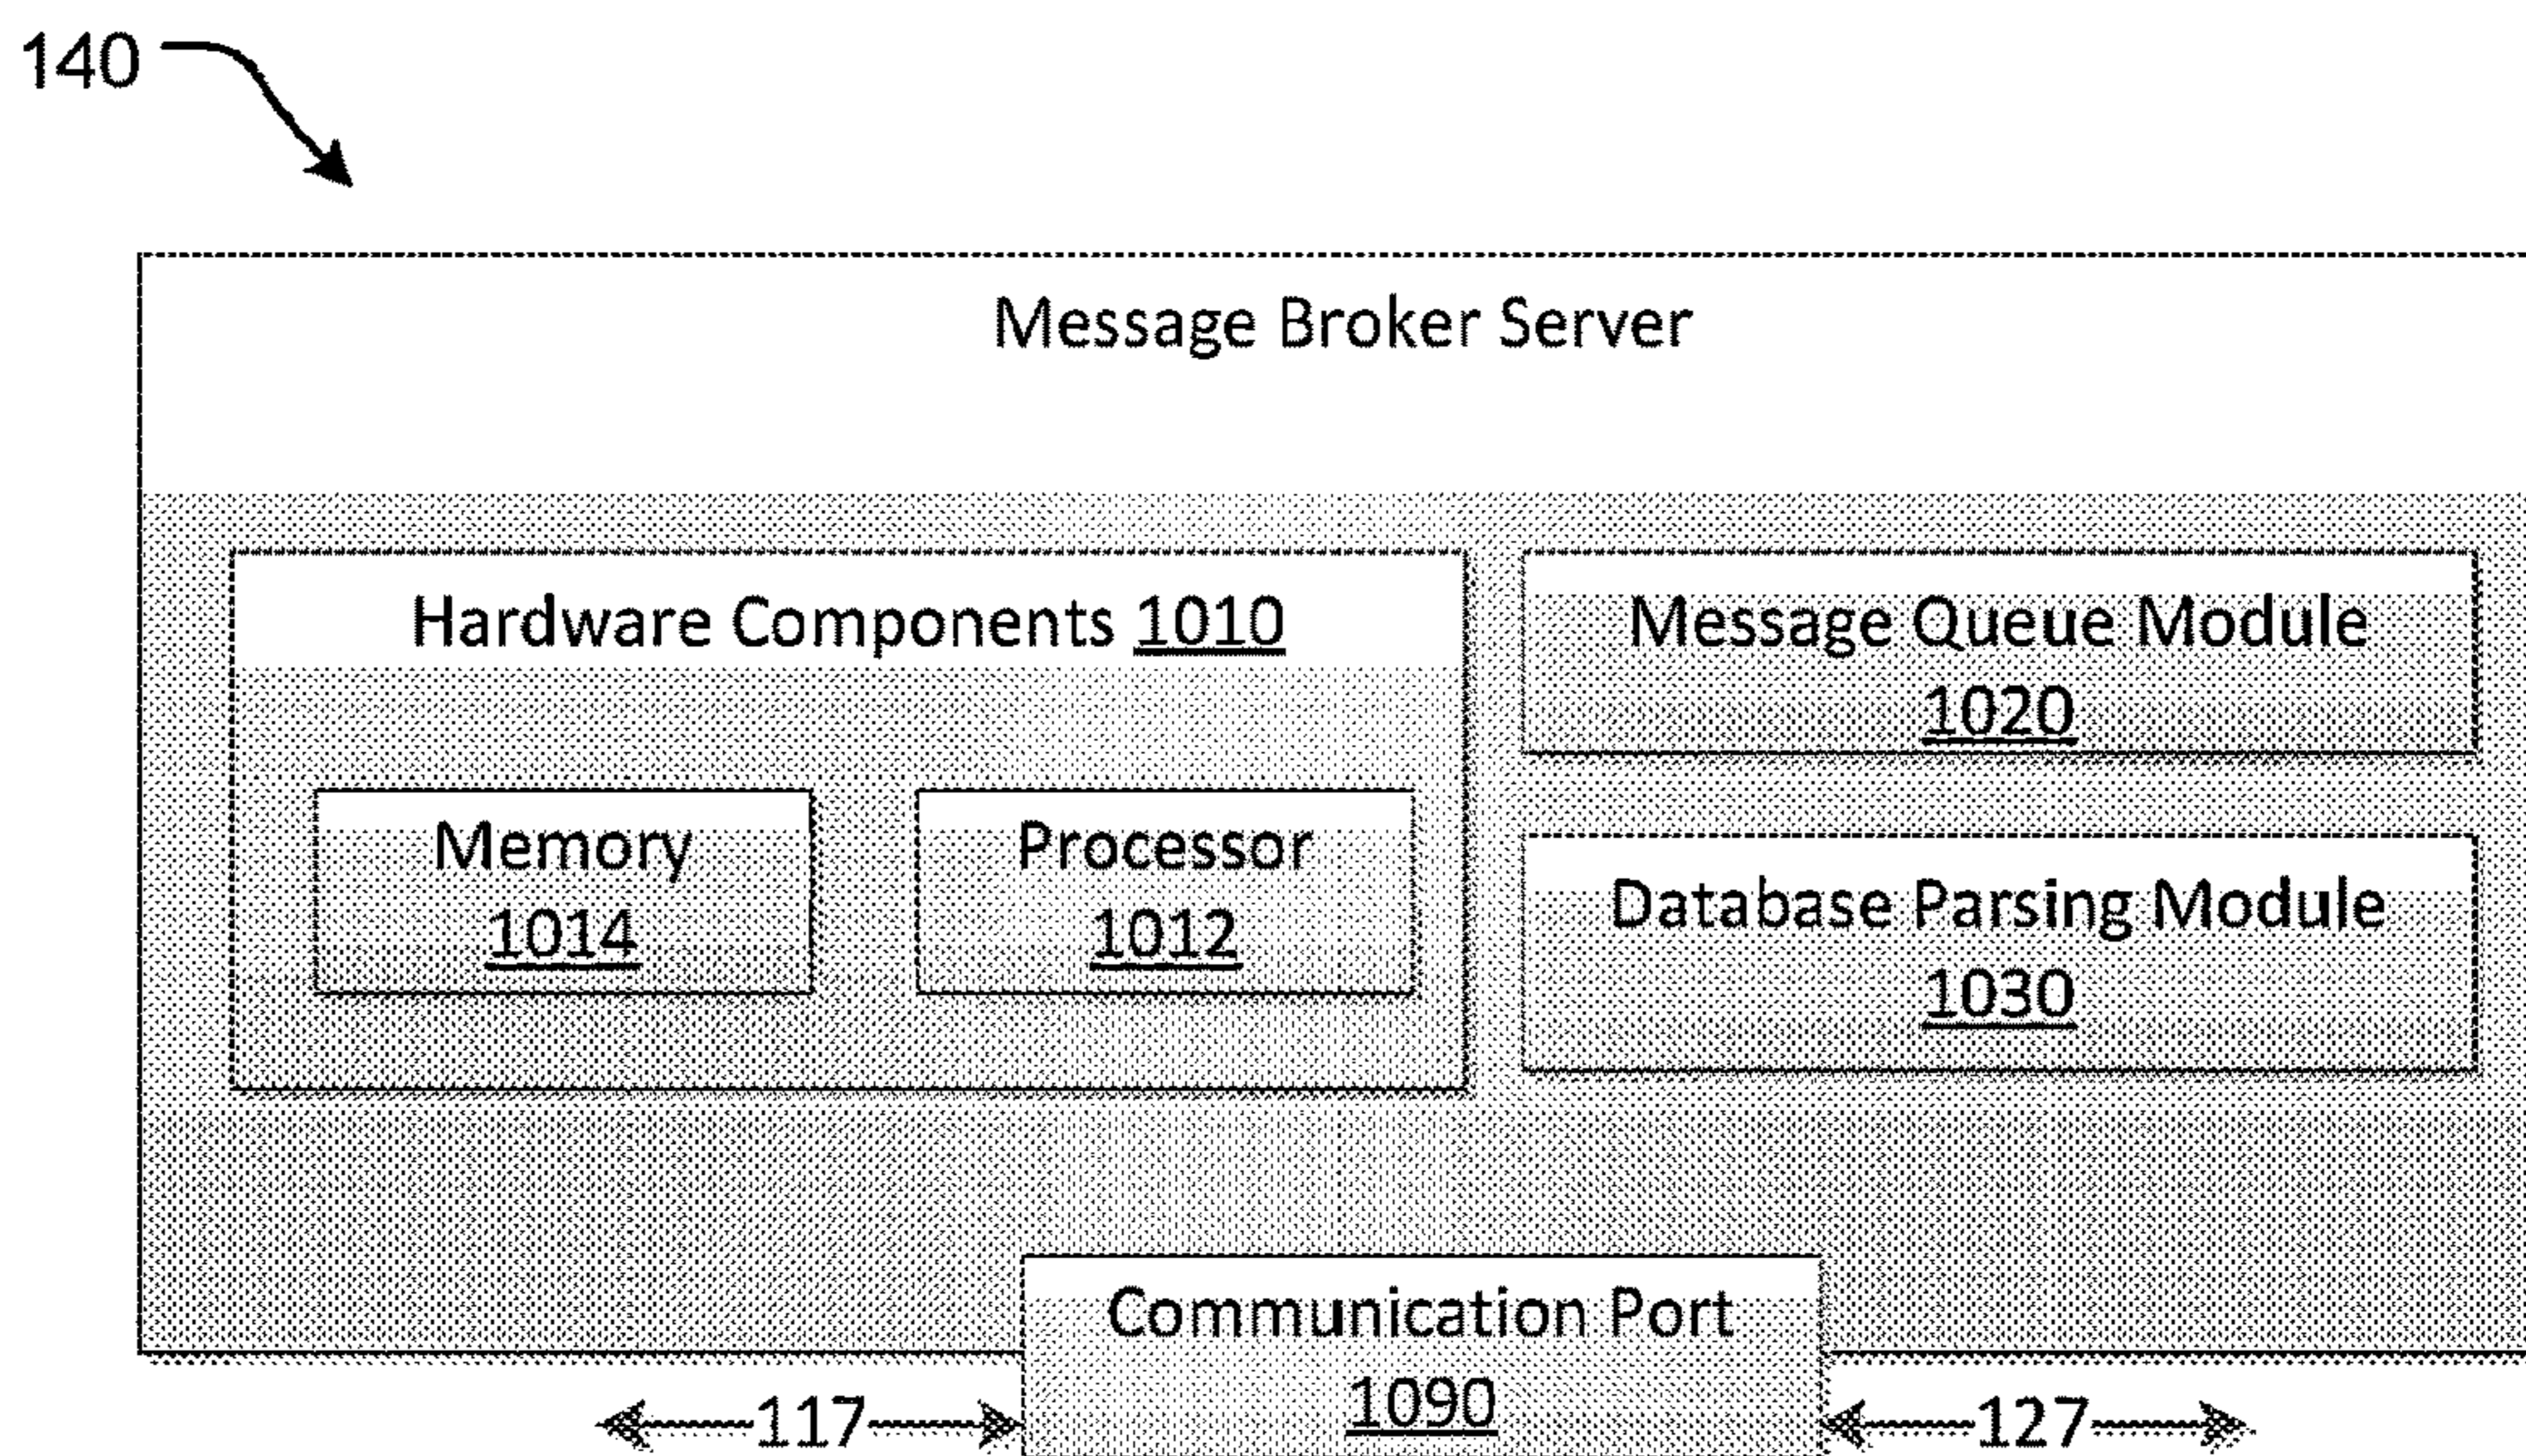 140
Message Broker Server
Hardware Components 1010
Memory
1014
Processor
1012
Message Queue Module
1020
Database Parsing Module
1030
Communication Port
1090
117
127